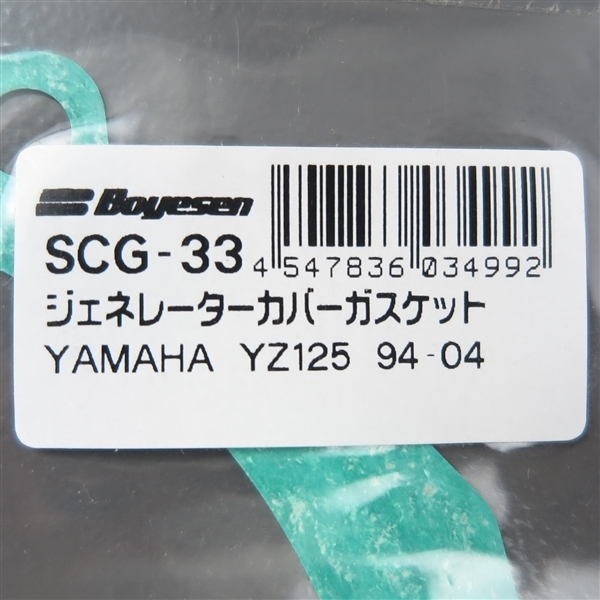 Boyesen
SCG-33
4 547836 034992
ジェネレーターカバーガスケット
YAMAHA YZ125 94-04